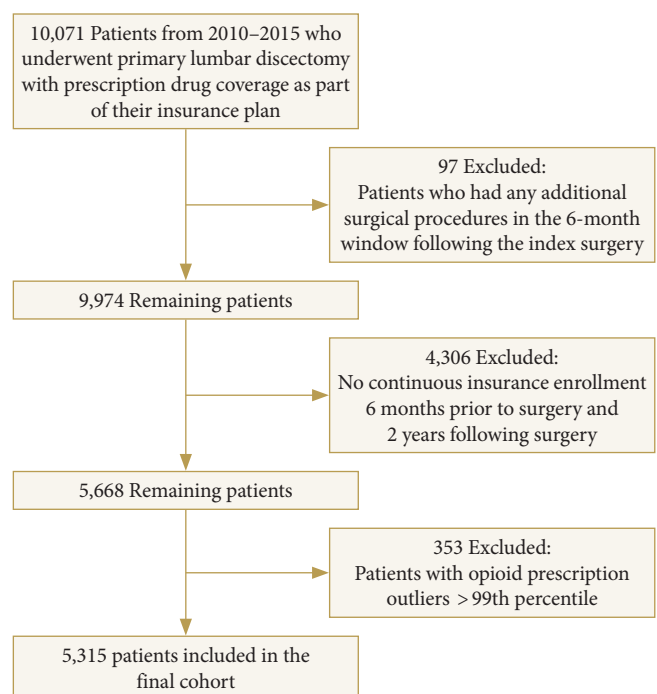 10,071 Patients from 2010–2015 who
underwent primary lumbar discectomy
with prescription drug coverage as part
of their insurance plan
97 Excluded:
Patients who had any additional
surgical procedures in the 6-month
window following the index surgery
9,974 Remaining patients
4,306 Excluded:
No continuous insurance enrollment
6 months prior to surgery and
2 years following surgery
5,668 Remaining patients
353 Excluded:
Patients with opioid prescription
outliers >99th percentile
5,315 patients included in the
final cohort